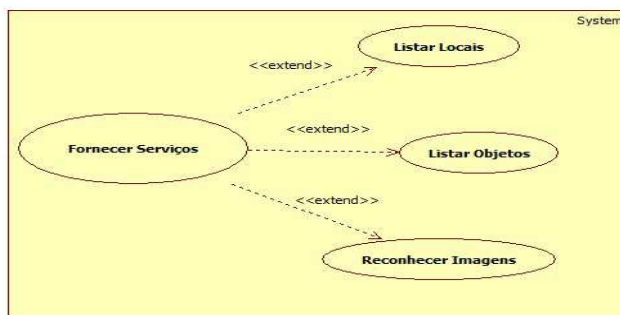 System
Listar Locais
<<extend>>
<<extend>>
Fornecer Serviços
Listar Objetos
<<extend>>
Reconhecer Imagens